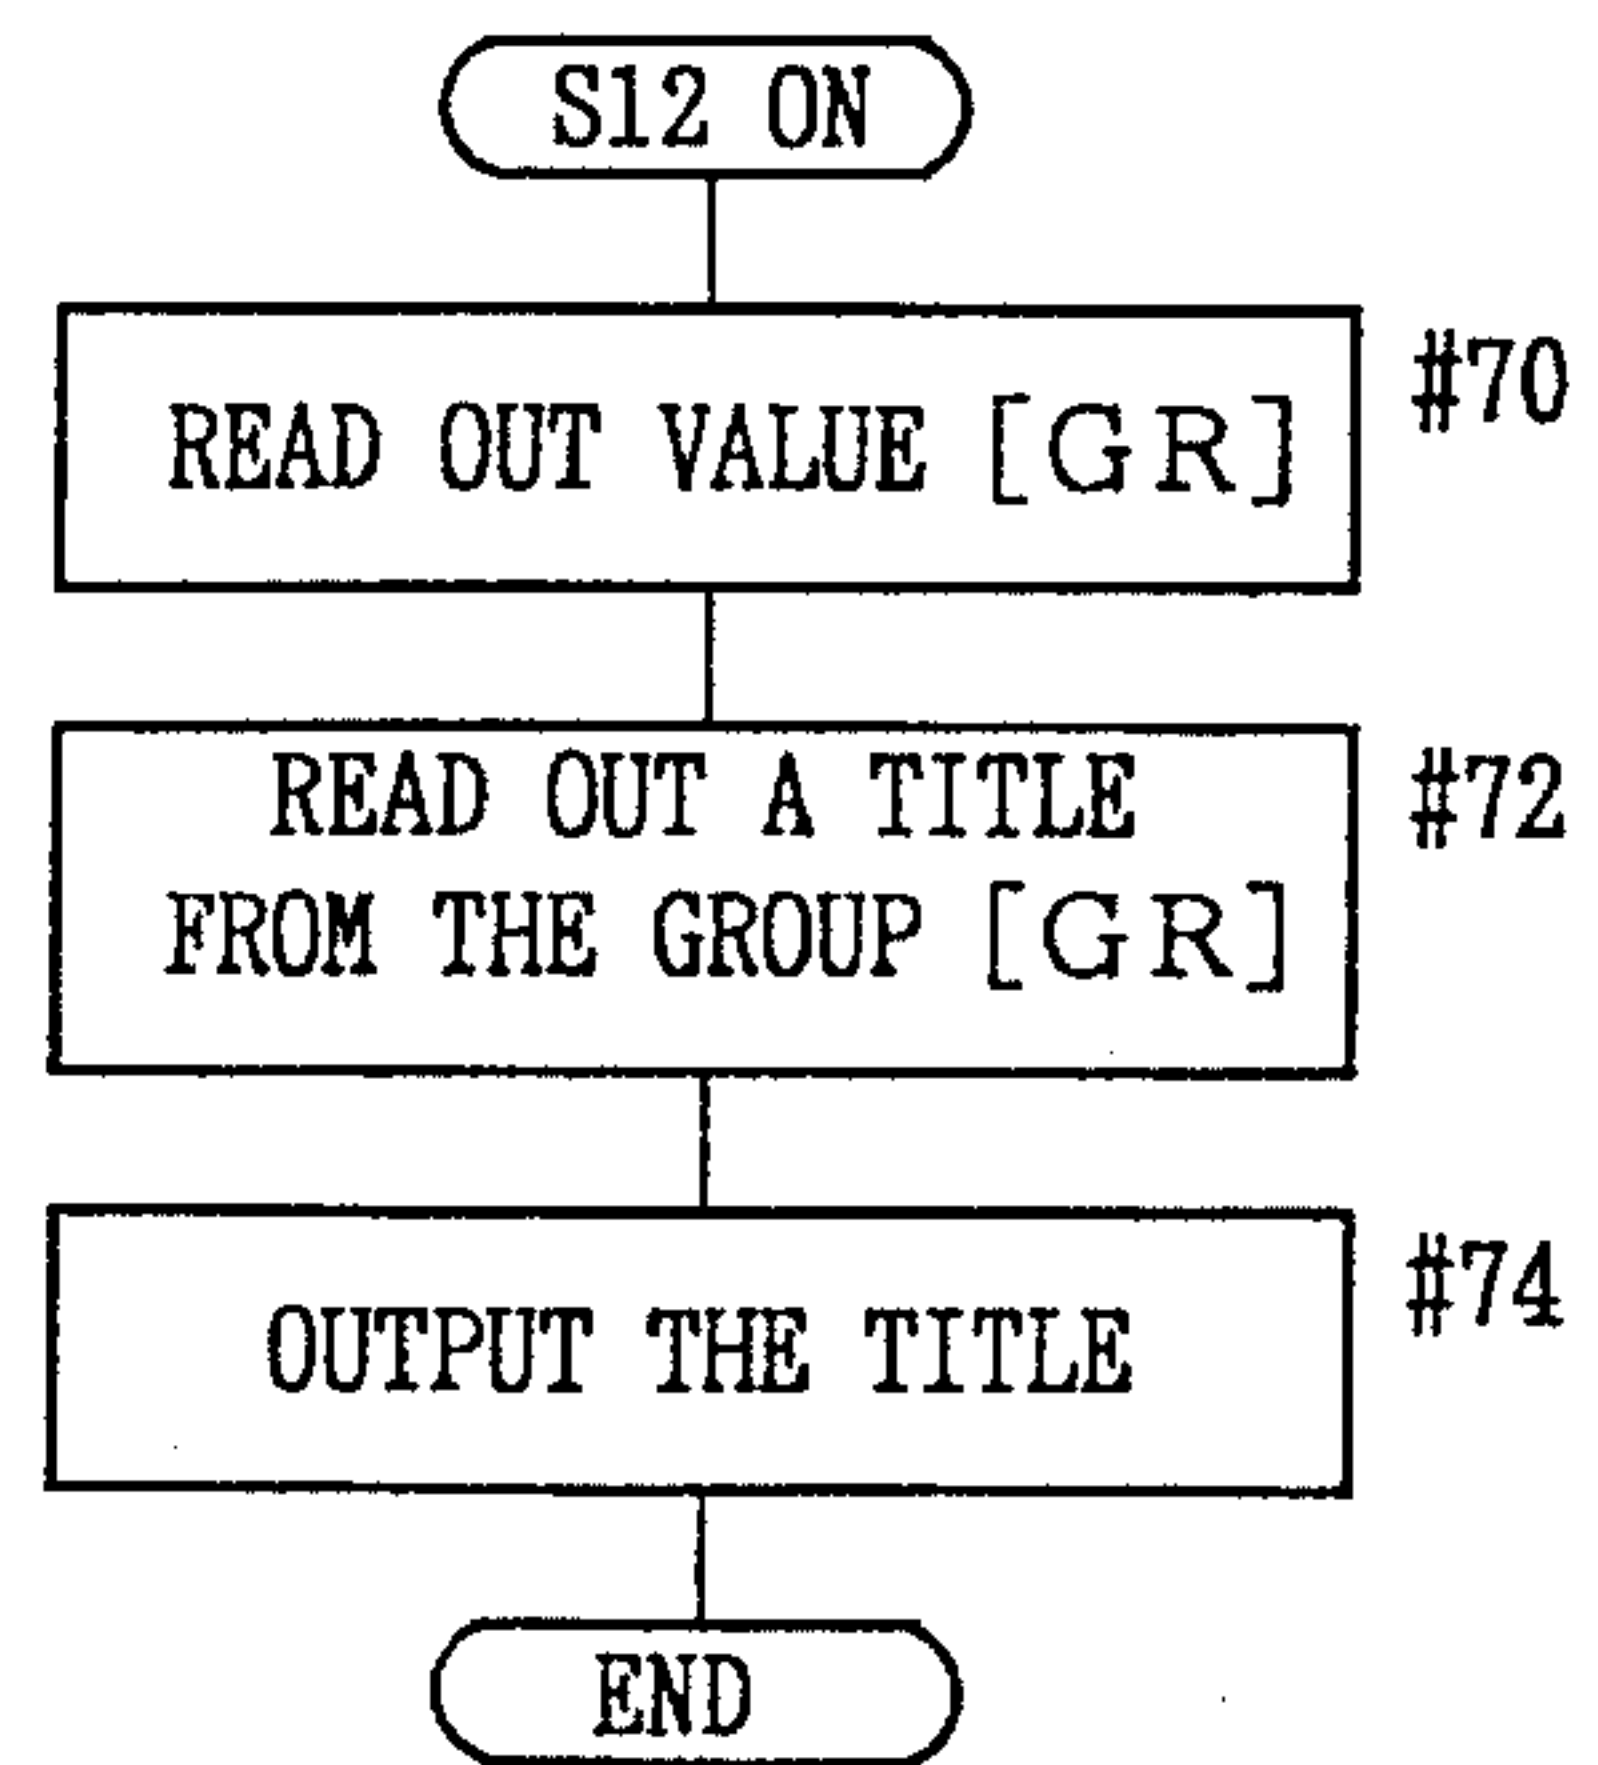 S12 ON
READ OUT VALUE [GR]
#70
READ OUT A TITLE
FROM THE GROUP [GR]
#72
OUTPUT THE TITLE
#74
END